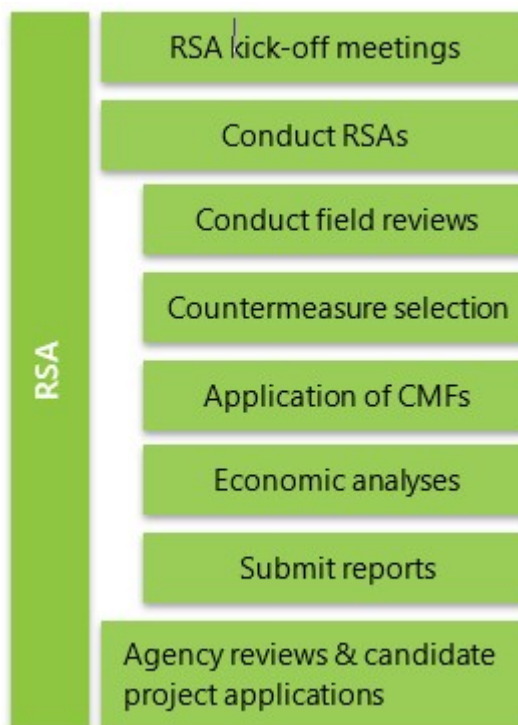 RSA
RSA kick-off meetings
Conduct RSAs
Conduct field reviews
Countermeasure selection
Application of CMFs
Economic analyses
Submit reports
Agency reviews & candidate
project applications